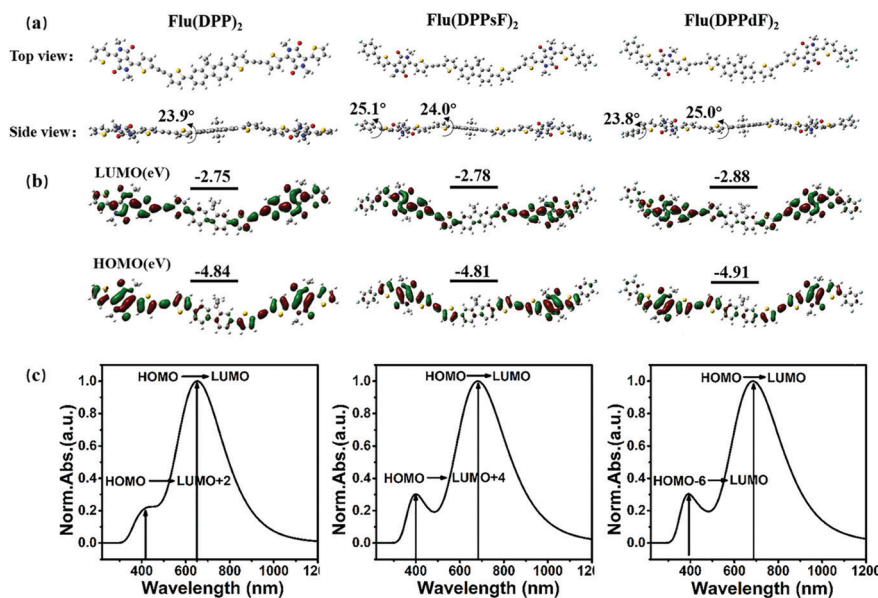 (a)
Flu(DPP)2
Flu(DPPsF)2
Flu(DPPdF)2
Top view:
Side view:
23.9°
25.1° 24.0°
23.8° 25.0°
(b)
LUMO(eV) -2.75
-2.78
-2.88
HOMO(eV) -4.84
-4.81
-4.91
(c)
Norm.Abs.(a.u.)
1.0
0.8
0.6
0.4
0.2
0.0
HOMO → LUMO
HOMO → LUMO+2
400 600 800 1000 120
Wavelength (nm)
Norm.Abs.(a.u.)
1.0
0.8
0.6
0.4
0.2
0.0
HOMO → LUMO
HOMO → LUMO+4
400 600 800 1000 120
Wavelength (nm)
Norm.Abs.(a.u.)
1.0
0.8
0.6
0.4
0.2
0.0
HOMO → LUMO
HOMO-6 → LUMO
400 600 800 1000 1200
Wavelength (nm)